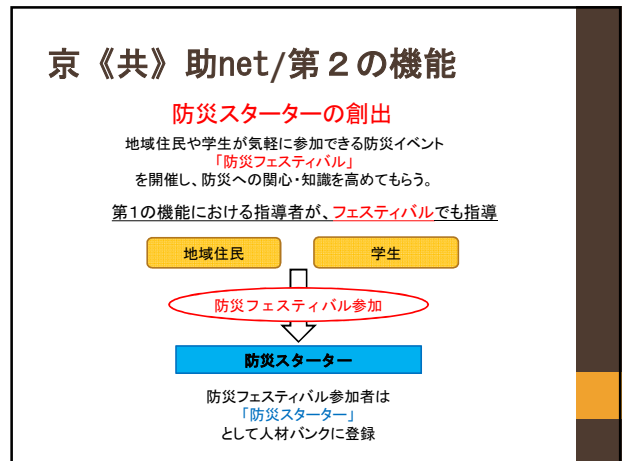 京《共》助net/第２の機能
防災スターターの創出
地域住民や学生が気軽に参加できる防災イベント
「防災フェスティバル」
を開催し、防災への関心・知識を高めてもらう。
第１の機能における指導者が、フェスティバルでも指導
地域住民
学生
防災フェスティバル参加
防災スターター
防災フェスティバル参加者は
「防災スターター」
として人材バンクに登録